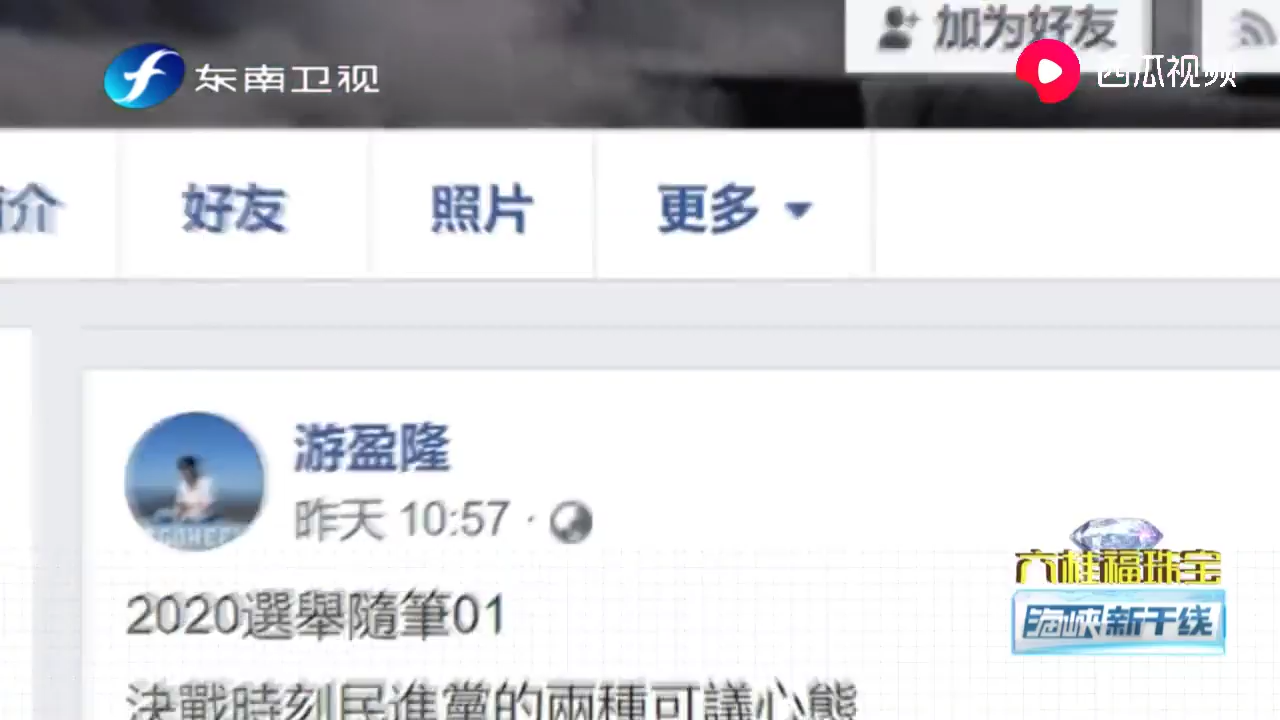 加为好友
东南卫视
西瓜视频
简介
好友
照片
更多
游盈隆
昨天 10:57
2020選舉隨筆01
六桂福珠宝
海峡新干线
決戰時刻民進黨的兩種可議心態